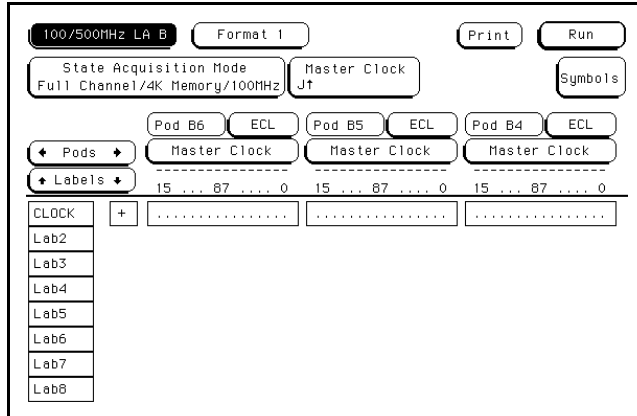 100/500MHz LA B Format 1 Print Run
State Acquisition Mode
Full Channel/4K Memory/100MHz
Master Clock
J↑
Symbols
Pod B6 ECL Pod B5 ECL Pod B4 ECL
← Pods → Master Clock Master Clock Master Clock
↑ Labels ↓
15 ... 87 .... 0 15 ... 87 .... 0 15 ... 87 .... 0
CLOCK + ................ ................ ................
Lab2
Lab3
Lab4
Lab5
Lab6
Lab7
Lab8